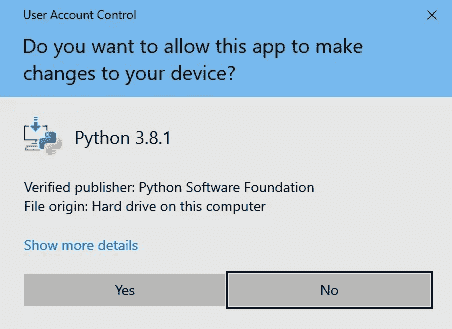 User Account Control
Do you want to allow this app to make
changes to your device?
Python 3.8.1
Verified publisher: Python Software Foundation
File origin: Hard drive on this computer
Show more details
Yes
No